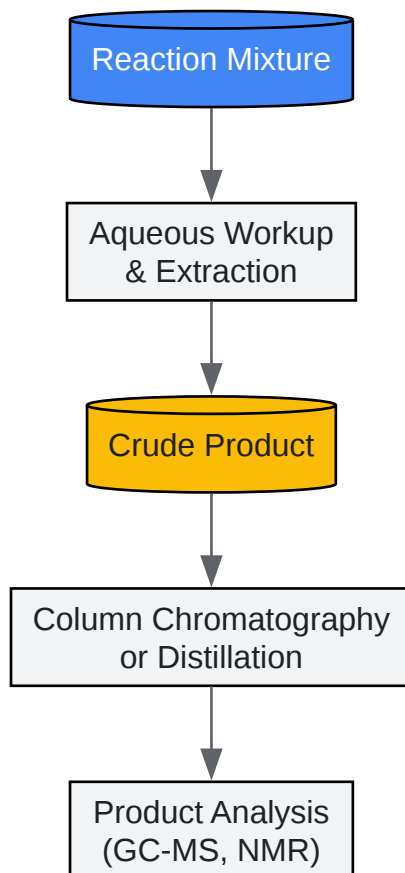 Reaction Mixture
Aqueous Workup
& Extraction
Crude Product
Column Chromatography
or Distillation
Product Analysis
(GC-MS, NMR)